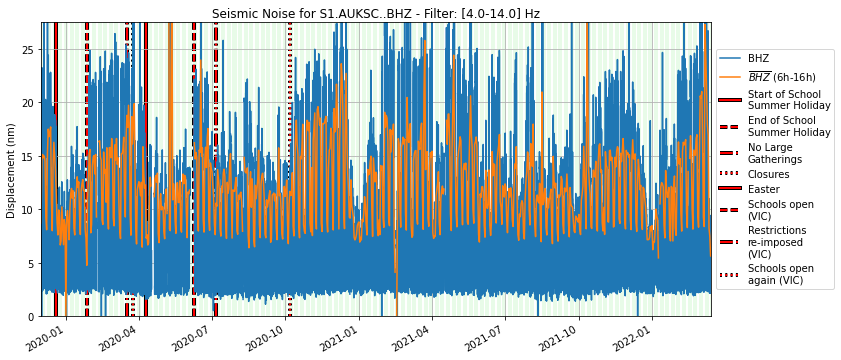 Seismic Noise for S1.AUKSC..BHZ - Filter: [4.0-14.0] Hz
Displacement (nm)
25
20
15
10
5
0
2020-01
2020-04
2020-07
2020-10
2021-01
2021-04
2021-07
2021-10
2022-01
BHZ
BHZ (6h-16h)
Start of School
Summer Holiday
End of School
Summer Holiday
No Large
Gatherings
Closures
Easter
Schools open
(VIC)
Restrictions
re-imposed
(VIC)
Schools open
again (VIC)